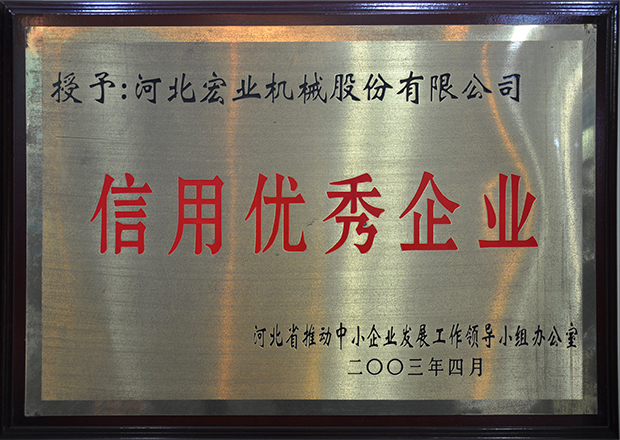 授予:河北宏业机械股份有限公司
信用优秀企业
河北省推动中小企业发展工作领导小组办公室
二〇〇三年四月